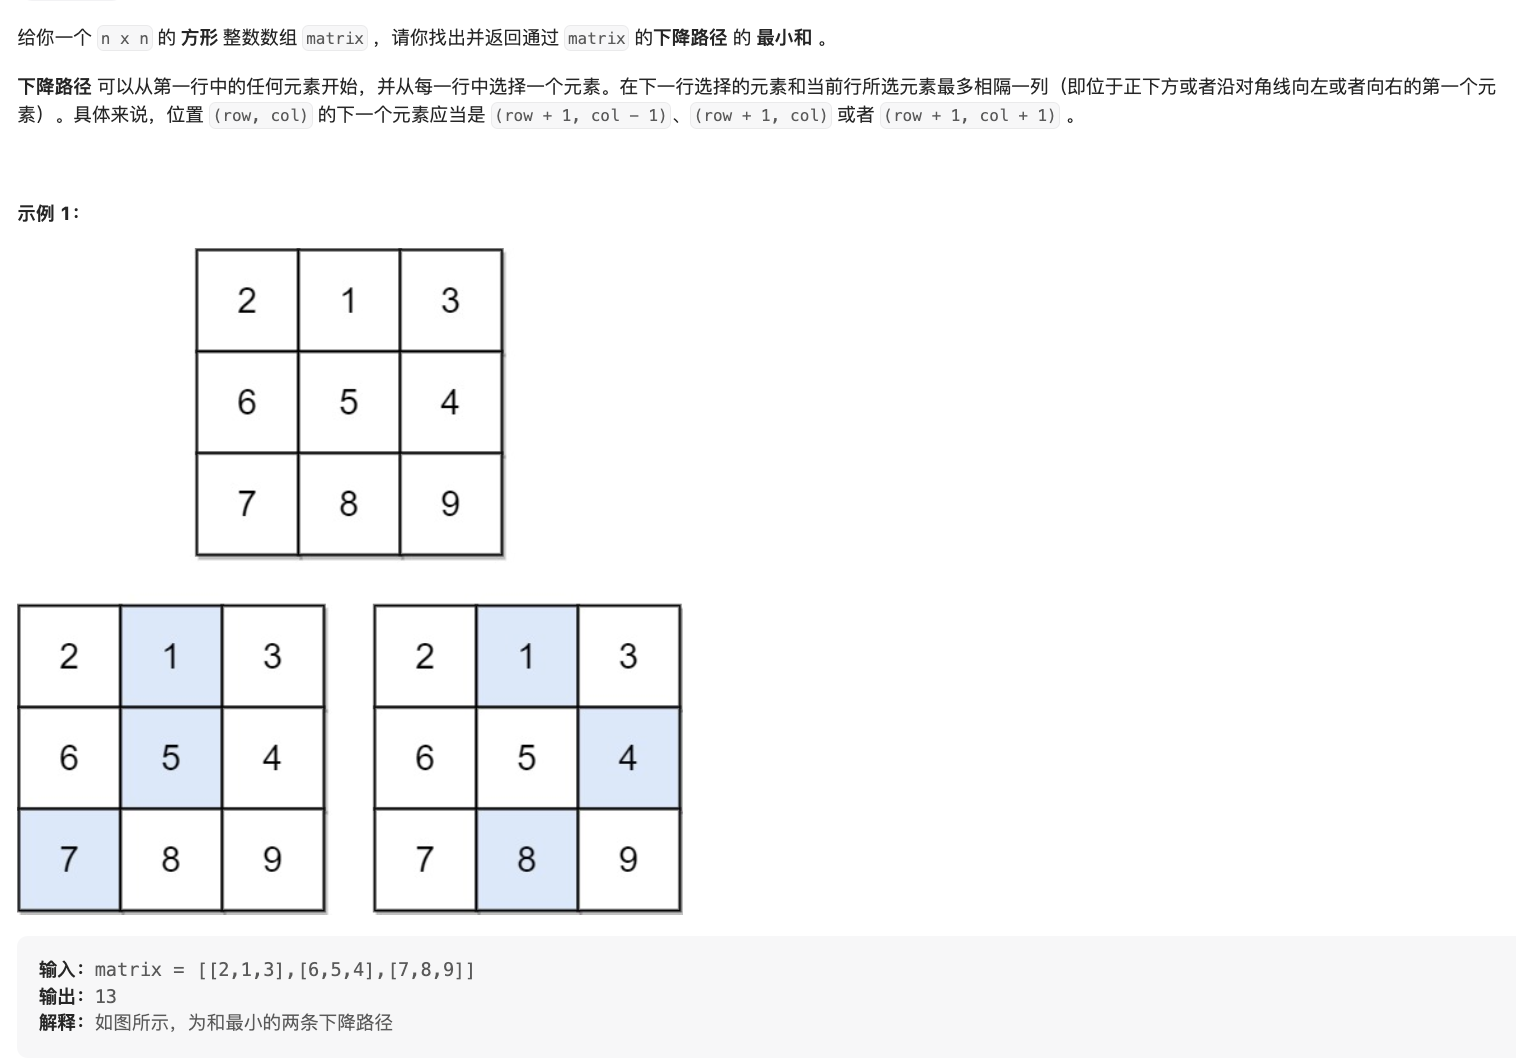 给你一个 n x n 的 方形 整数数组 matrix ，请你找出并返回通过 matrix 的下降路径 的 最小和 。
下降路径 可以从第一行中的任何元素开始，并从每一行中选择一个元素。在下一行选择的元素和当前行所选元素最多相隔一列（即位于正下方或者沿对角线向左或者向右的第一个元
素）。具体来说，位置 (row, col) 的下一个元素应当是 (row + 1, col - 1)、(row + 1, col) 或者 (row + 1, col + 1) 。
示例 1：
2 1 3
6 5 4
7 8 9
2 1 3 2 1 3
6 5 4 6 5 4
7 8 9 7 8 9
输入：matrix = [[2,1,3],[6,5,4],[7,8,9]]
输出：13
解释：如图所示，为和最小的两条下降路径